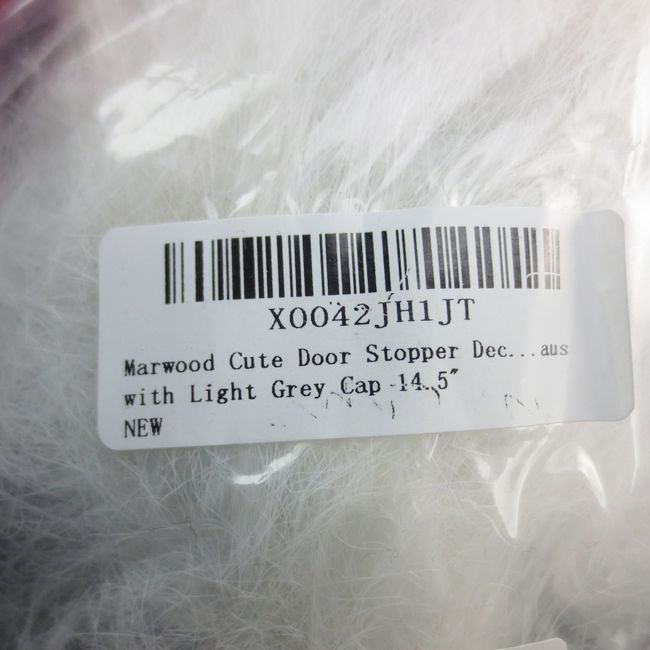 X0042JH1JT
Marwood Cute Door Stopper Dec...aus
with Light Grey Cap 14.5″
NEW